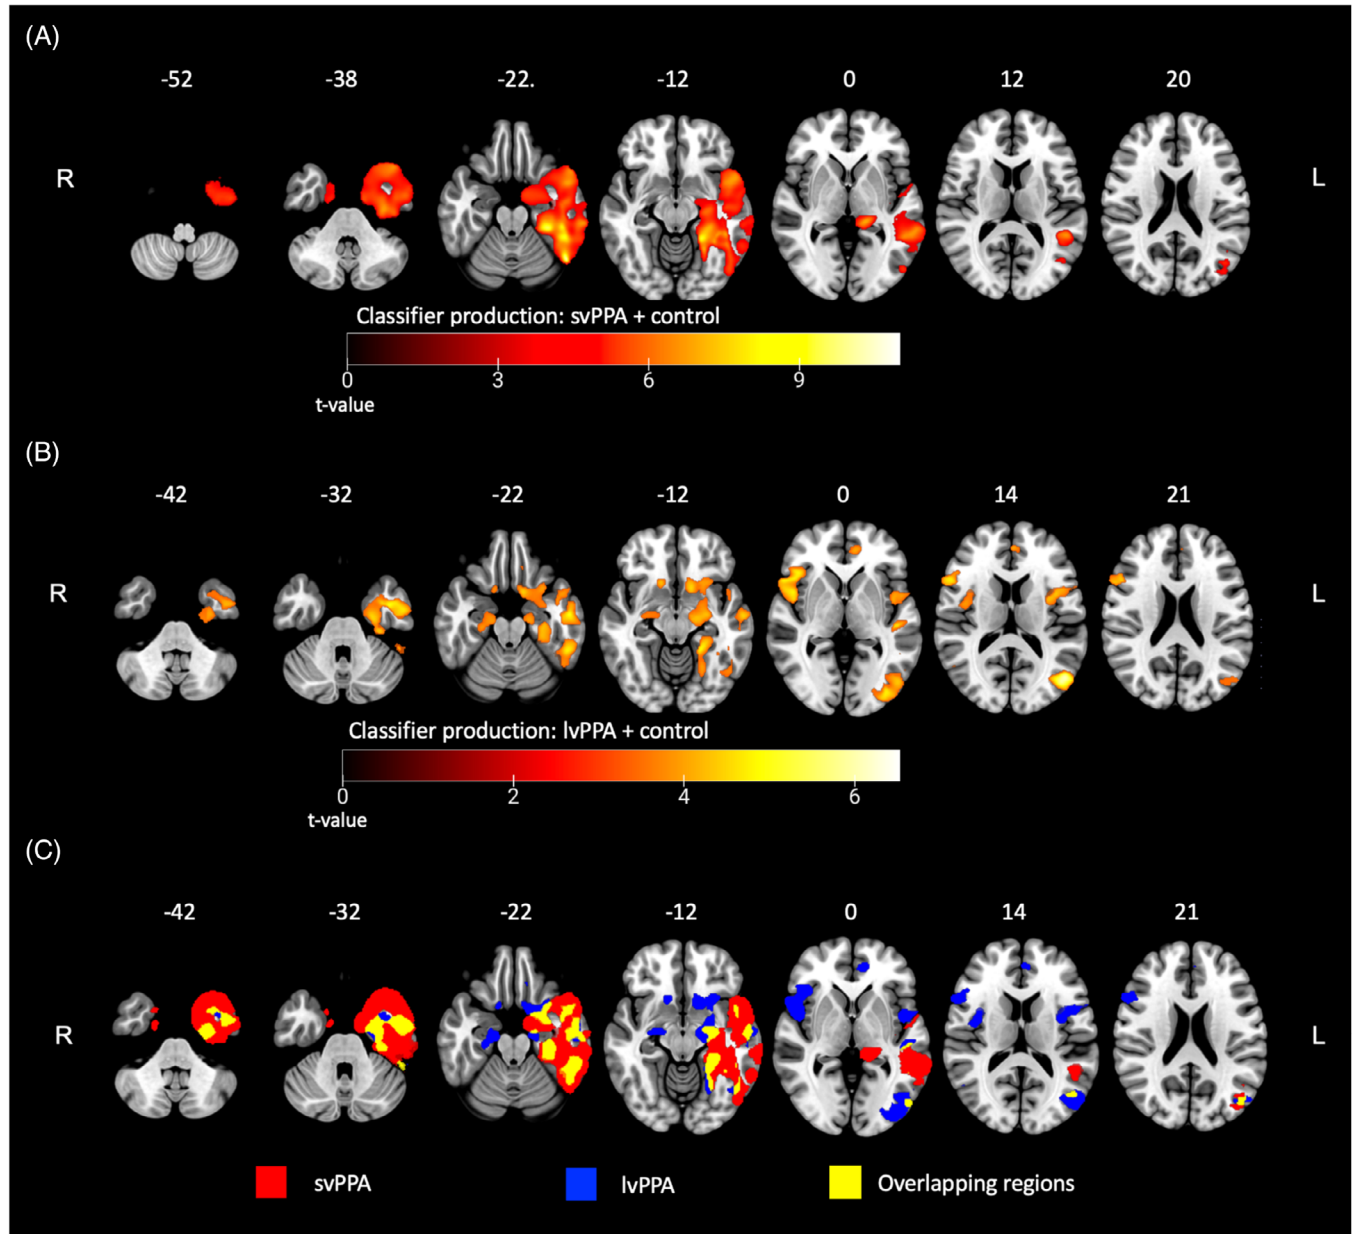 (A)
-52 -38 -22. -12 0 12 20
R L
Classifier production: svPPA + control
0 3 6 9
t-value
(B)
-42 -32 -22 -12 0 14 21
R L
Classifier production: lvPPA + control
0 2 4 6
t-value
(C)
-42 -32 -22 -12 0 14 21
R L
svPPA lvPPA Overlapping regions